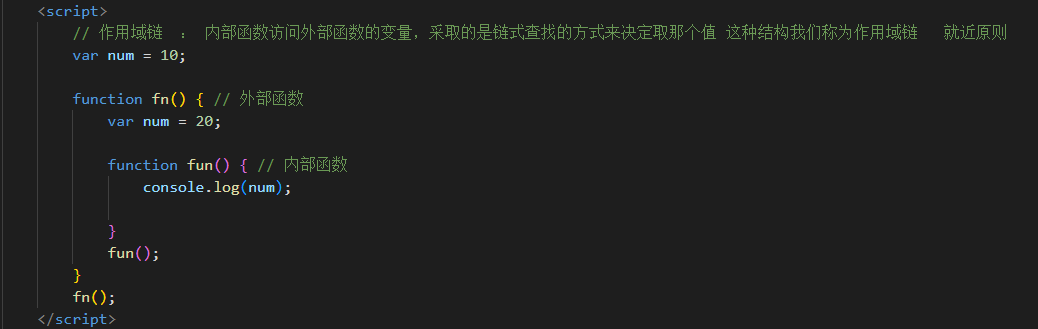 <script>
// 作用域链  :  内部函数访问外部函数的变量，采取的是链式查找的方式来决定取那个值 这种结构我们称为作用域链   就近原则
var num = 10;
function fn() { // 外部函数
var num = 20;
function fun() { // 内部函数
console.log(num);
}
fun();
}
fn();
</script>